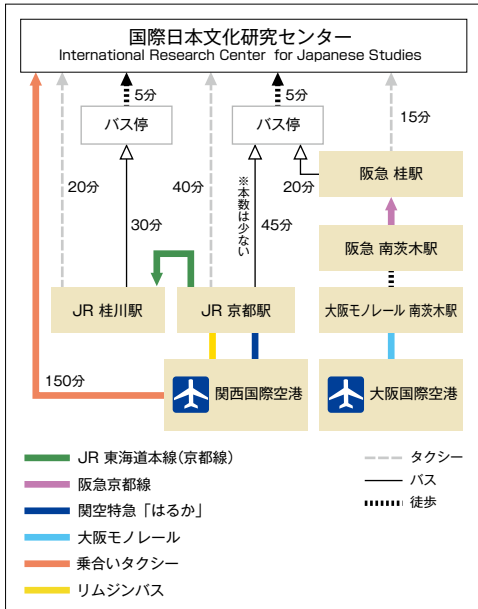 国際日本文化研究センター
International Research Center for Japanese Studies
5分
5分
バス停
バス停
15分
阪急 桂駅
20分
40分
※本数は少ない
20分
30分
45分
阪急 南茨木駅
JR 桂川駅
JR 京都駅
大阪モノレール 南茨木駅
150分
関西国際空港
大阪国際空港
JR 東海道本線(京都線)
阪急京都線
関空特急「はるか」
大阪モノレール
乗合いタクシー
リムジンバス
タクシー
バス
徒歩